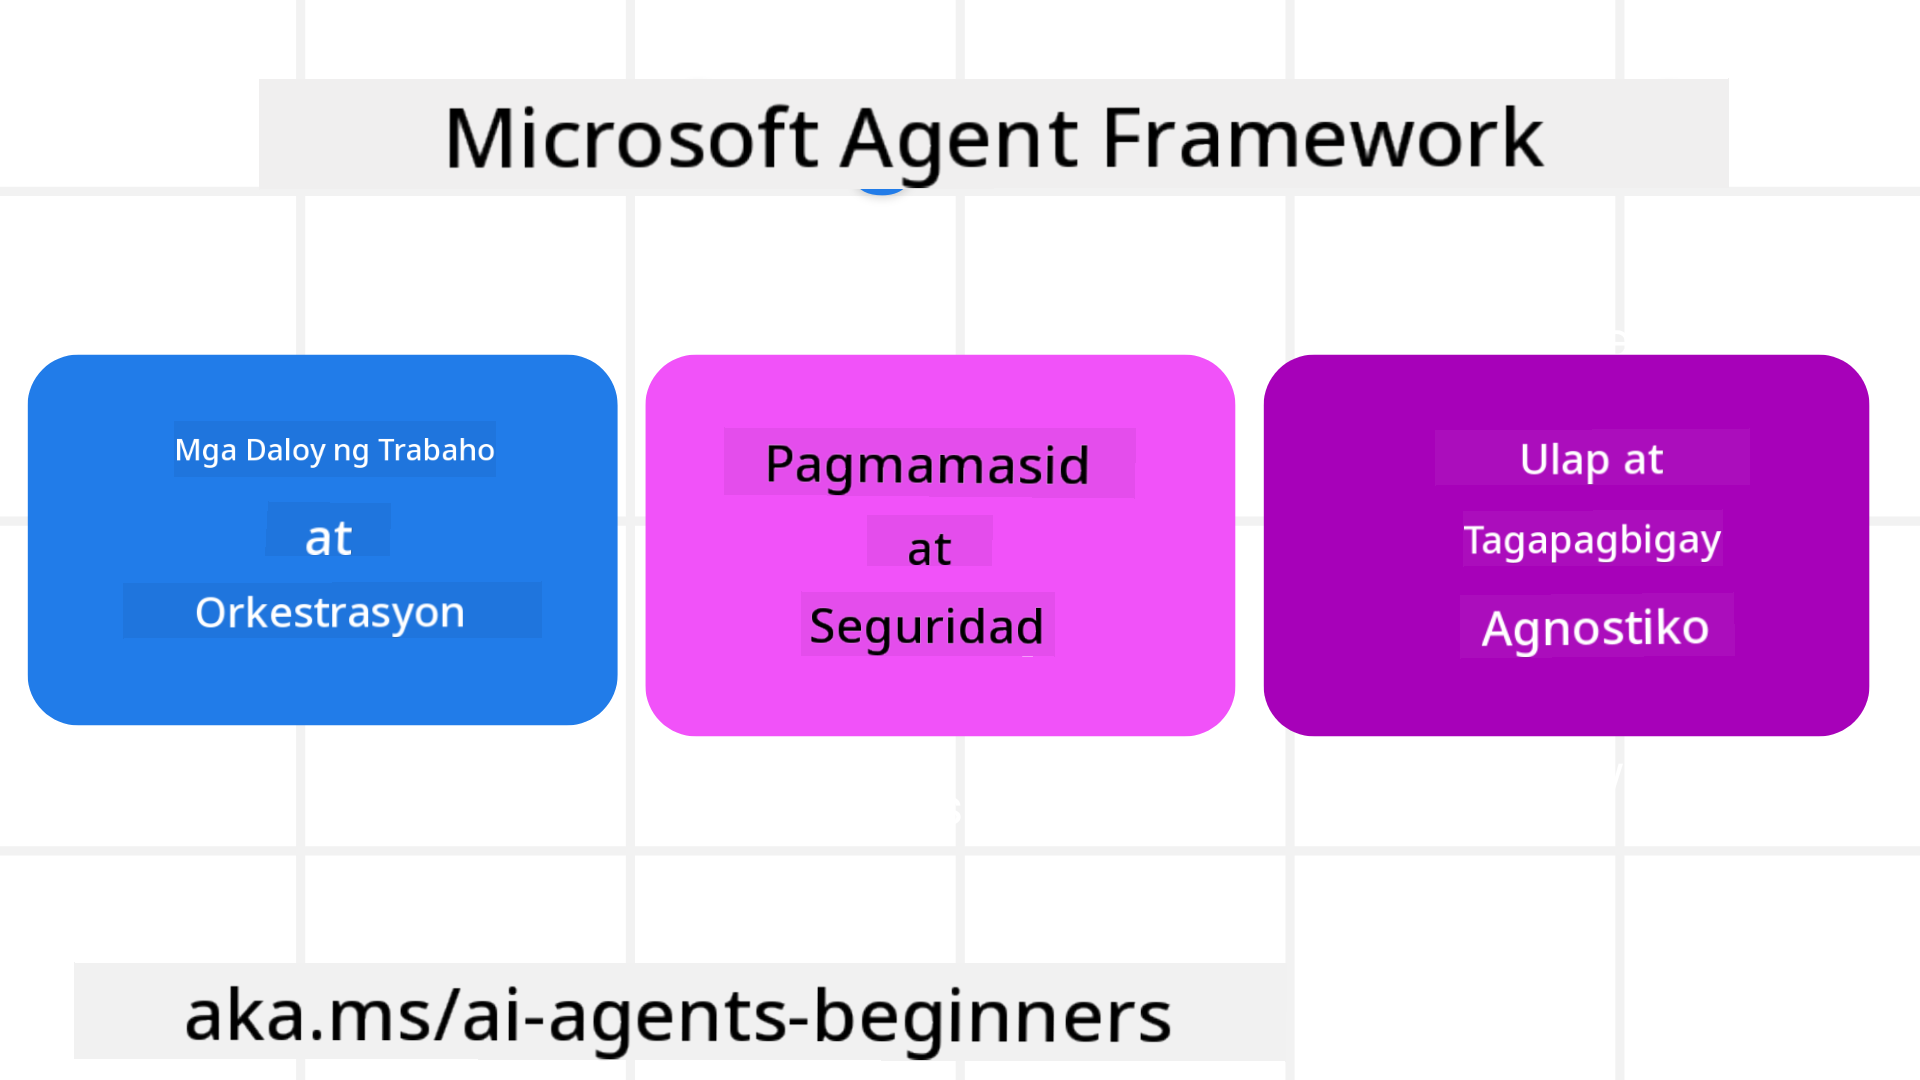 Microsoft Agent Framework
Mga Daloy ng Trabaho
at
Orkestrasyon
Pagmamasid
at
Seguridad
Ulap at
Tagapagbigay
Agnostiko
aka.ms/ai-agents-beginners